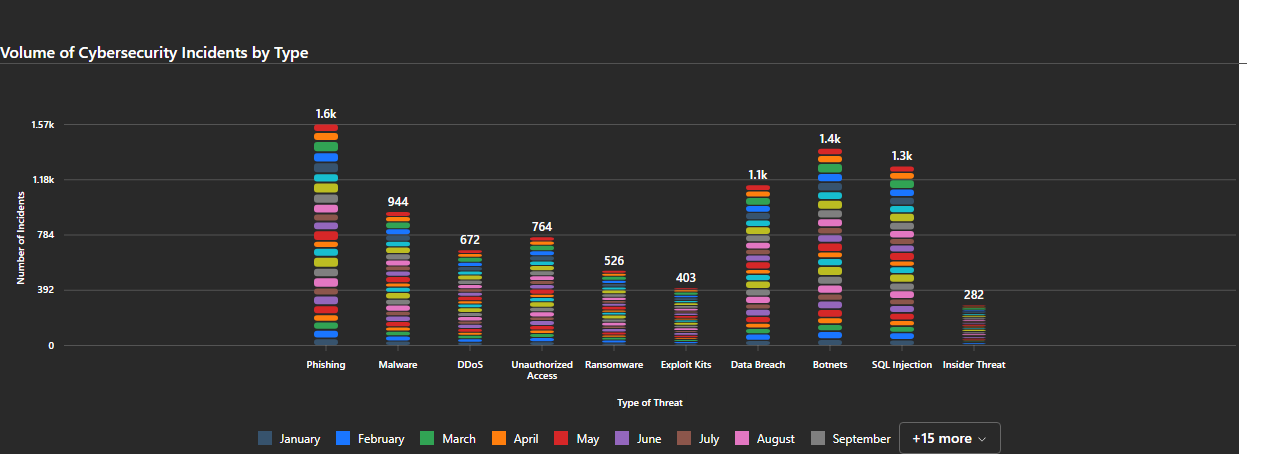 Volume of Cybersecurity Incidents by Type
1.6k
1.57k
1.4k
1.3k
1.18k
1.1k
944
784
764
672
526
403
392
282
0
Number of Incidents
Phishing Malware DDoS Unauthorized Access Ransomware Exploit Kits Data Breach Botnets SQL Injection Insider Threat
Type of Threat
January February March April May June July August September +15 more